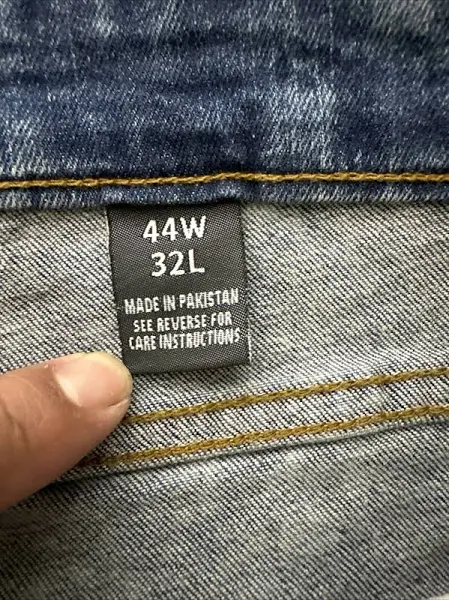 44W
32L
MADE IN PAKISTAN
SEE REVERSE FOR
CARE INSTRUCTIONS